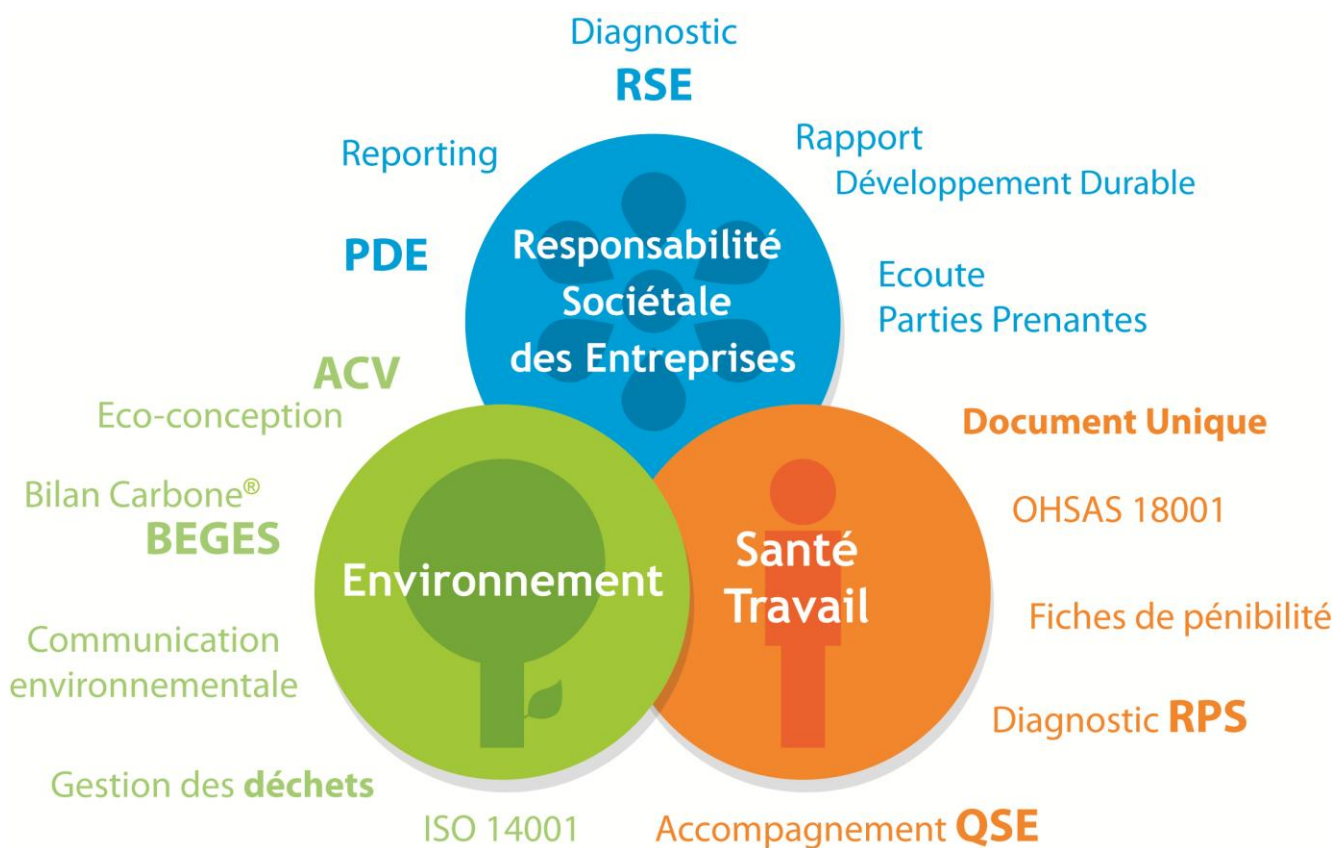 Diagnostic
RSE
Reporting
Rapport
Développement Durable
PDE
Responsabilité
Sociétale
des Entreprises
Ecoute
Parties Prenantes
ACV
Eco-conception
Bilan Carbone®
BEGES
Environnement
Communication
environnementale
Gestion des déchets
ISO 14001
Document Unique
OHSAS 18001
Santé
Travail
Fiches de pénibilité
Diagnostic RPS
Accompagnement QSE